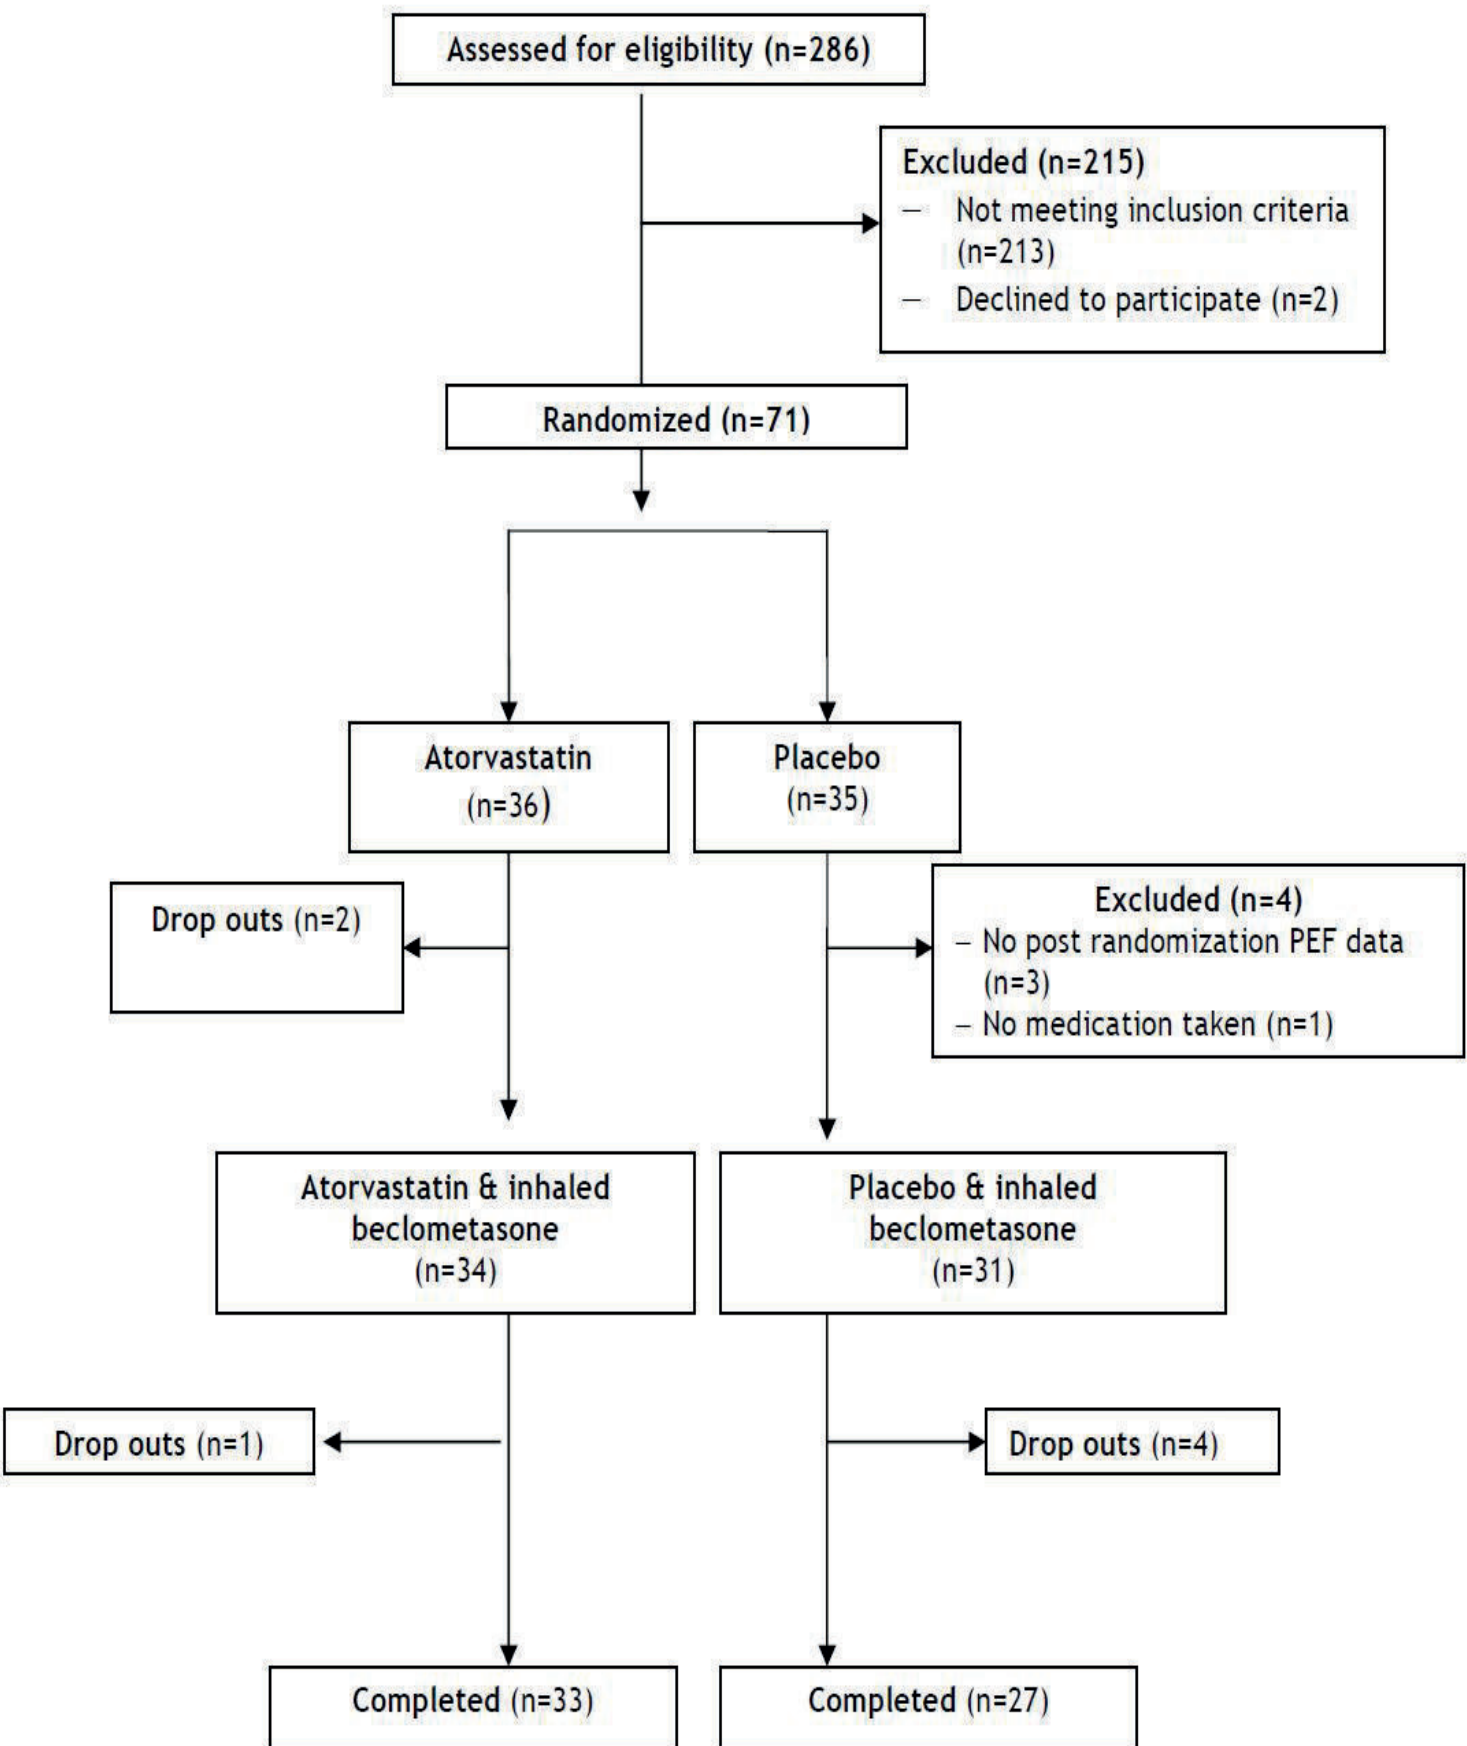 Assessed for eligibility (n=286)
Excluded (n=215)
– Not meeting inclusion criteria
(n=213)
– Declined to participate (n=2)
Randomized (n=71)
Atorvastatin
(n=36)
Placebo
(n=35)
Drop outs (n=2)
Excluded (n=4)
– No post randomization PEF data
(n=3)
– No medication taken (n=1)
Atorvastatin & inhaled
beclometasone
(n=34)
Placebo & inhaled
beclometasone
(n=31)
Drop outs (n=1)
Drop outs (n=4)
Completed (n=33)
Completed (n=27)